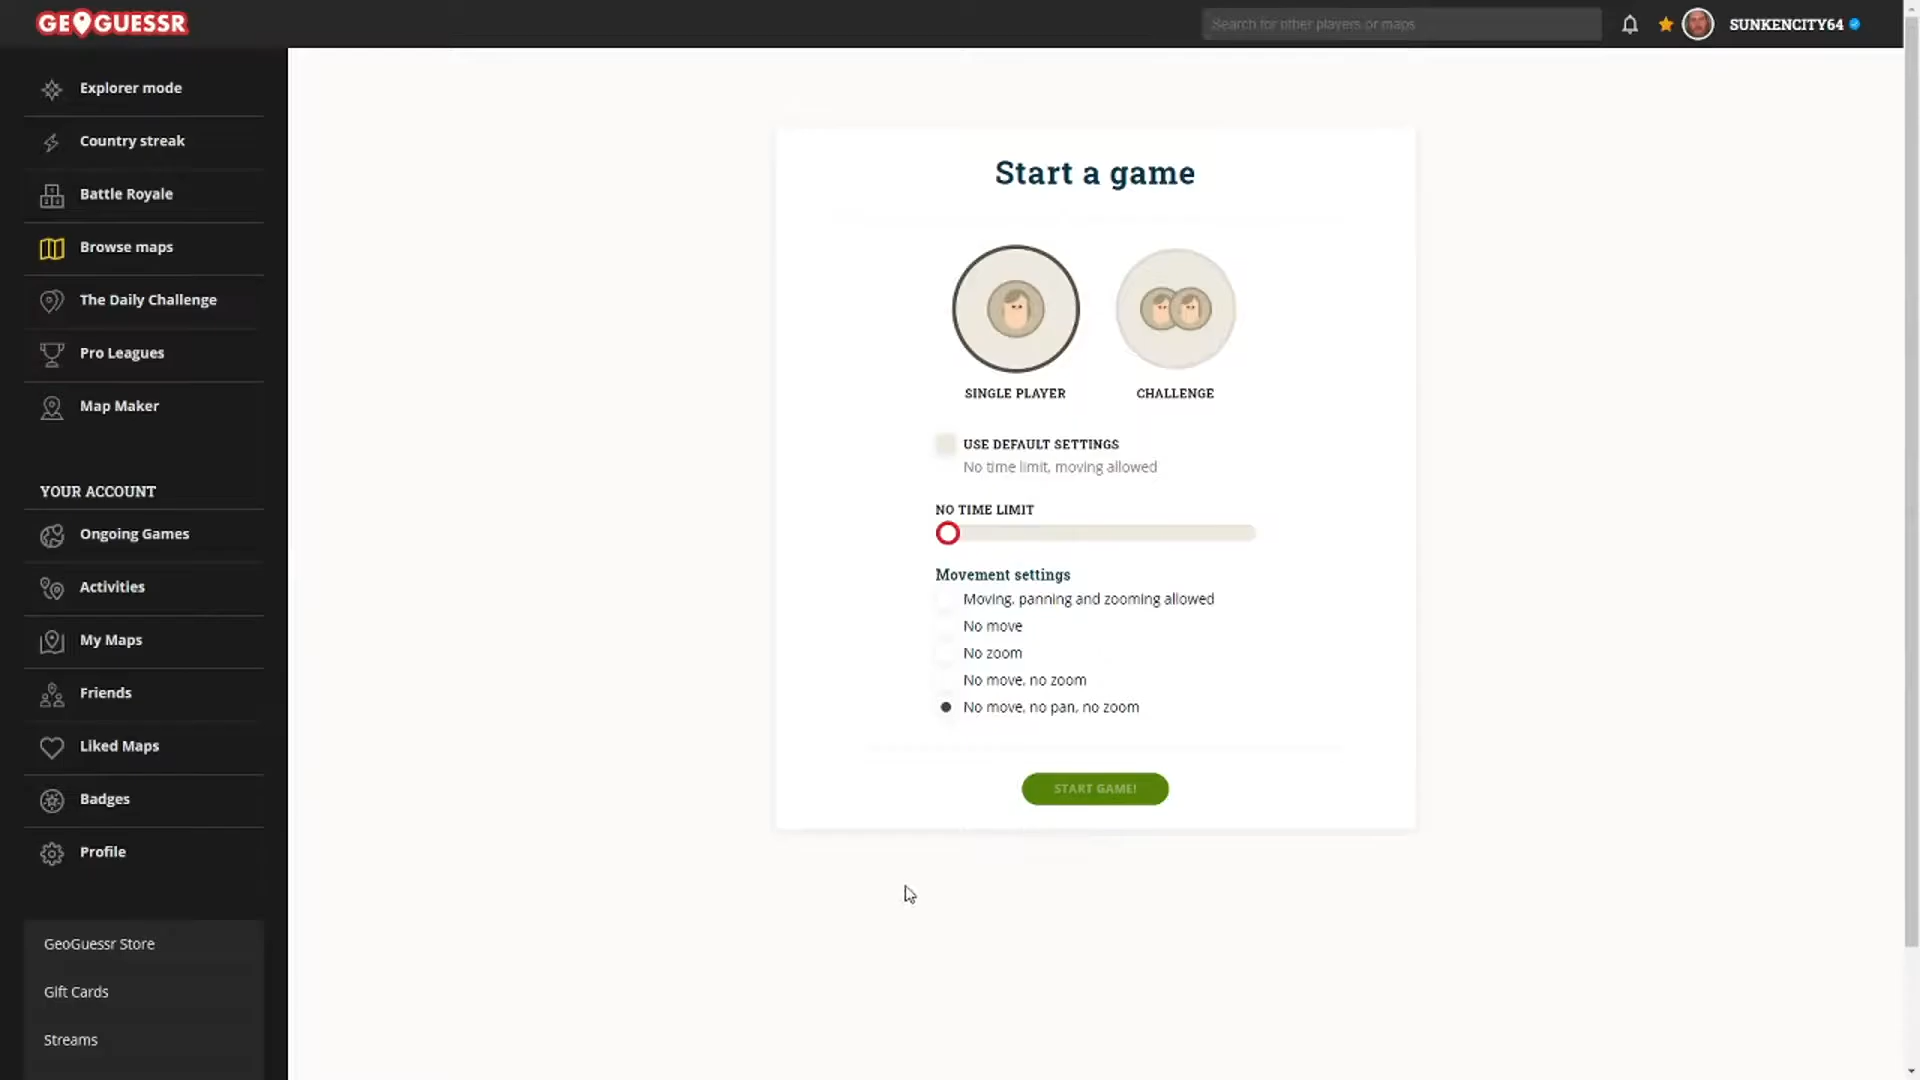 GEOGUESSR
Search for other players or maps
SUNKENCITY64
Explorer mode
Country streak
Battle Royale
Browse maps
The Daily Challenge
Pro Leagues
Map Maker
YOUR ACCOUNT
Ongoing Games
Activities
My Maps
Friends
Liked Maps
Badges
Profile
GeoGuessr Store
Gift Cards
Streams
Start a game
SINGLE PLAYER
CHALLENGE
USE DEFAULT SETTINGS
No time limit, moving allowed
NO TIME LIMIT
Movement settings
Moving, panning and zooming allowed
No move
No zoom
No move, no zoom
No move, no pan, no zoom
START GAME!